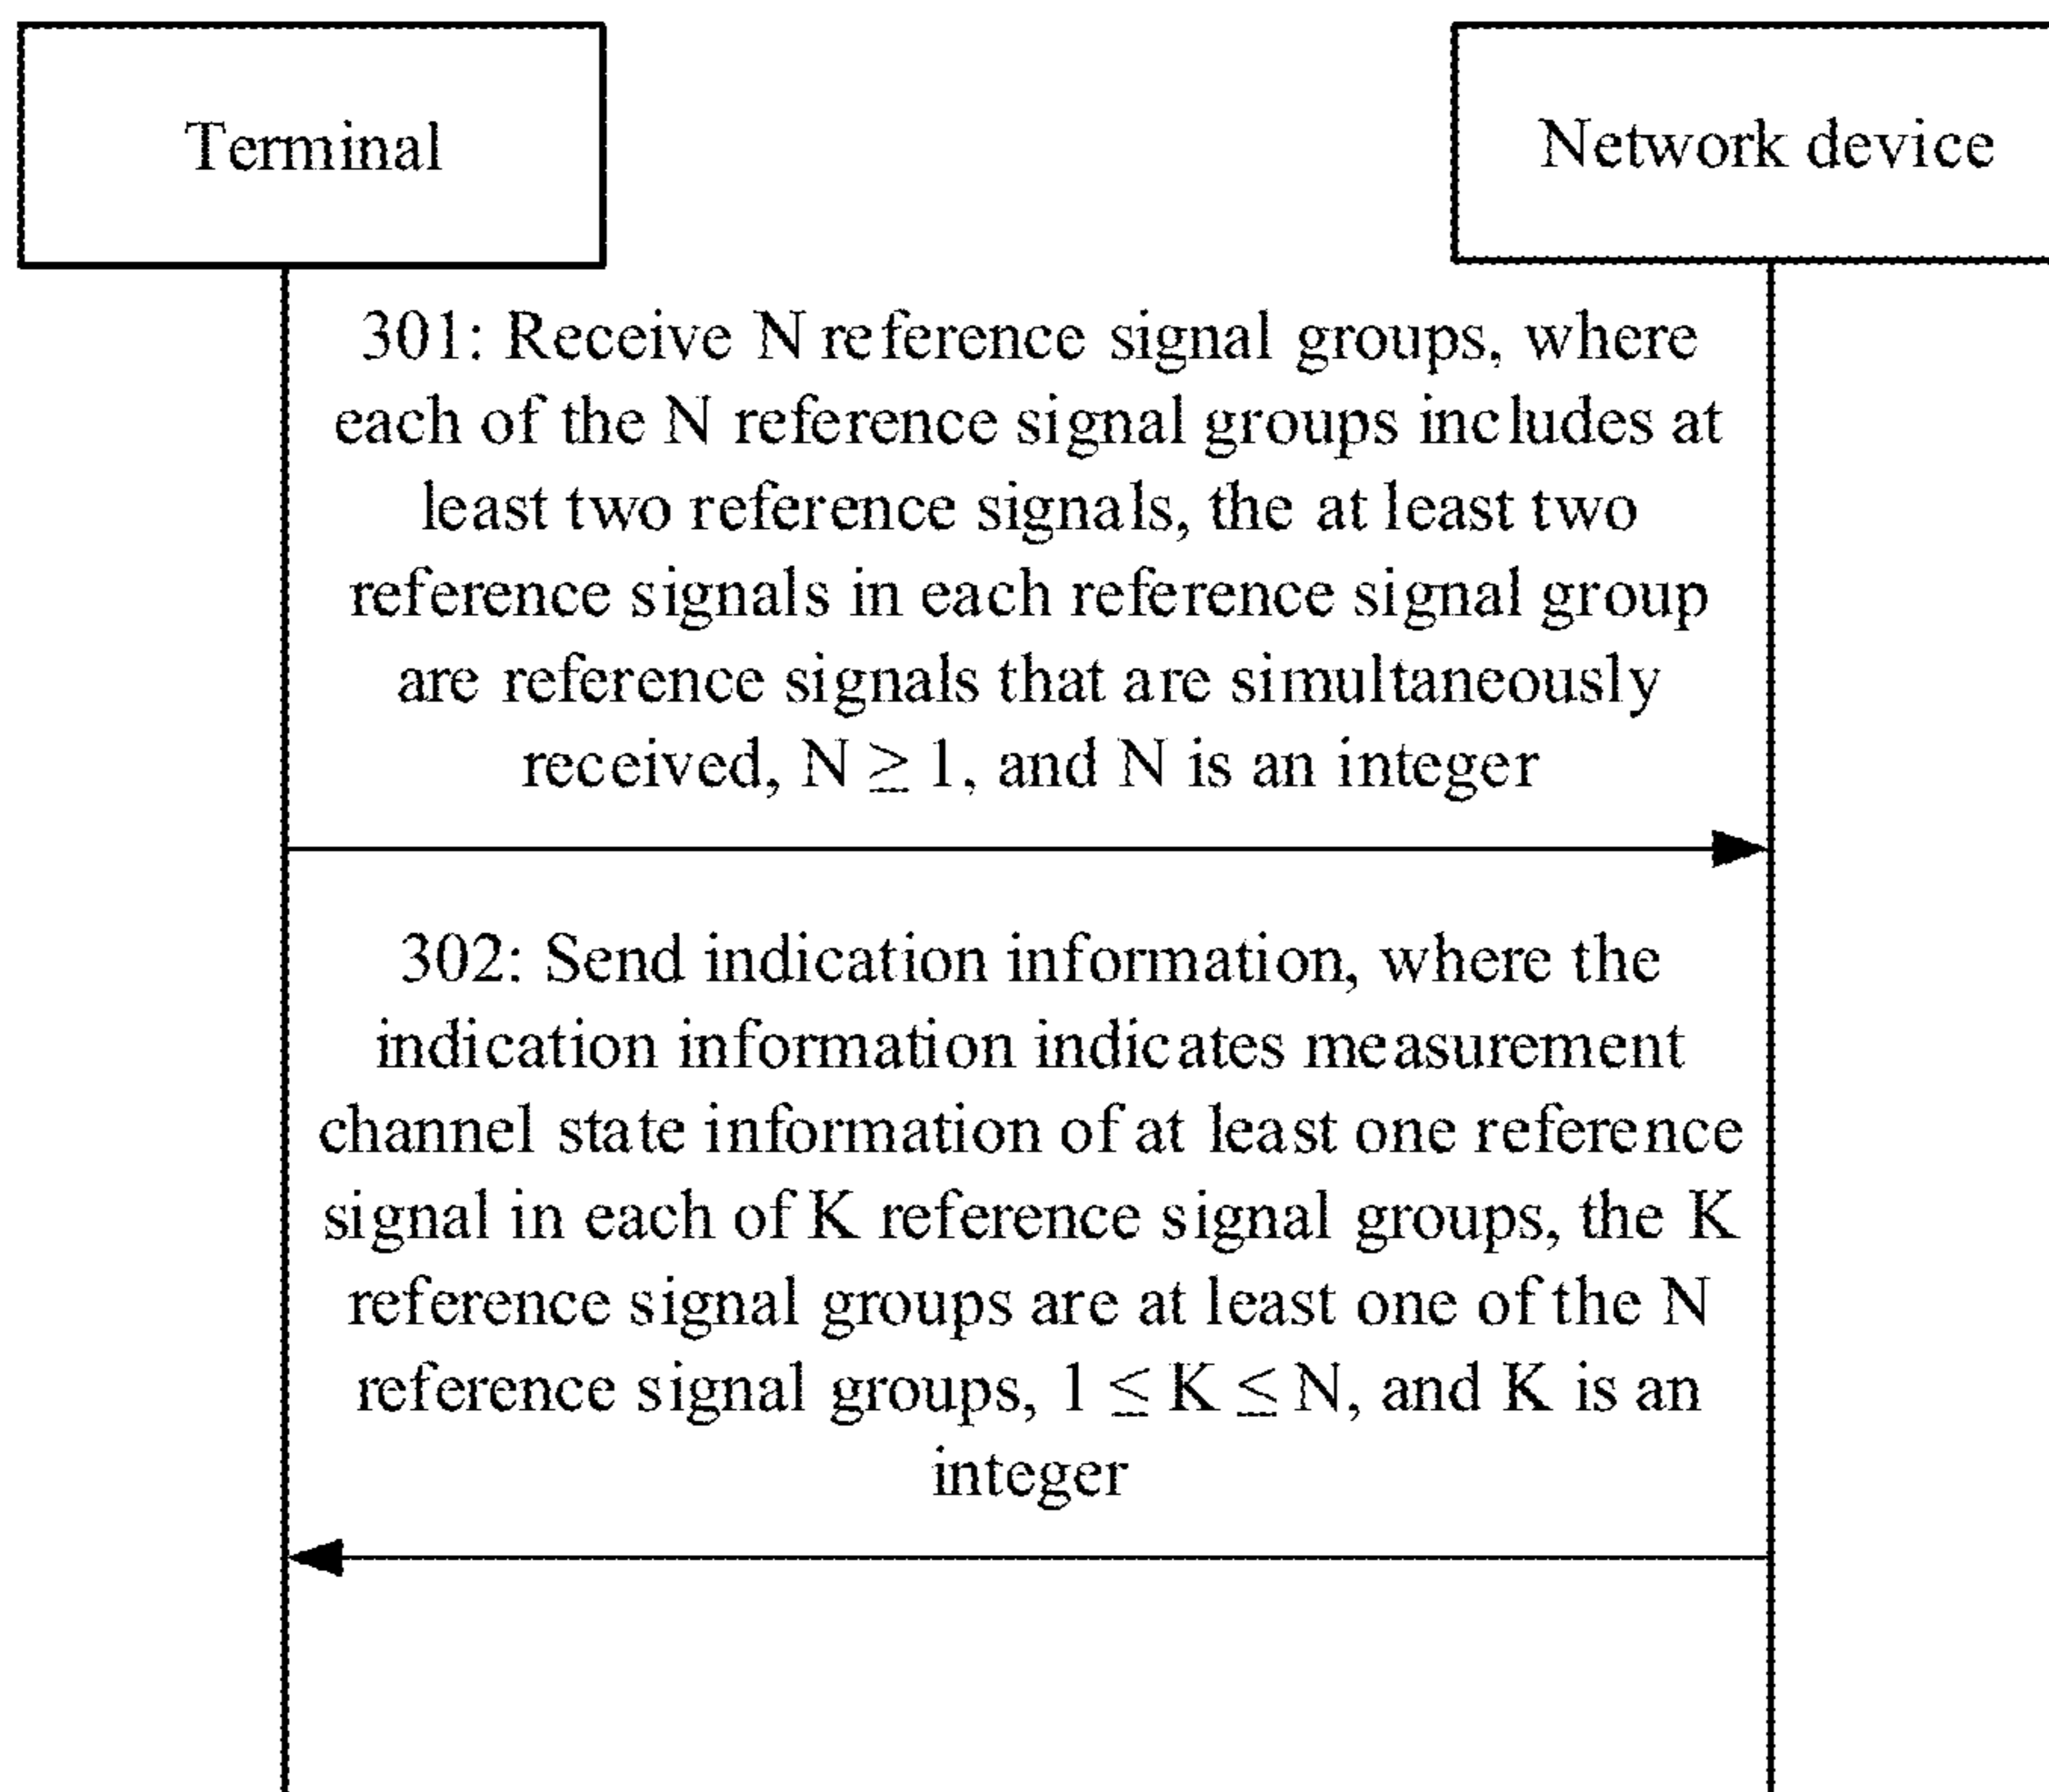 Terminal
Network device
301: Receive N reference signal groups, where
each of the N reference signal groups includes at
least two reference signals, the at least two
reference signals in each reference signal group
are reference signals that are simultaneously
received, N ≥ 1, and N is an integer
302: Send indication information, where the
indication information indicates measurement
channel state information of at least one reference
signal in each of K reference signal groups, the K
reference signal groups are at least one of the N
reference signal groups, 1 ≤ K ≤ N, and K is an
integer